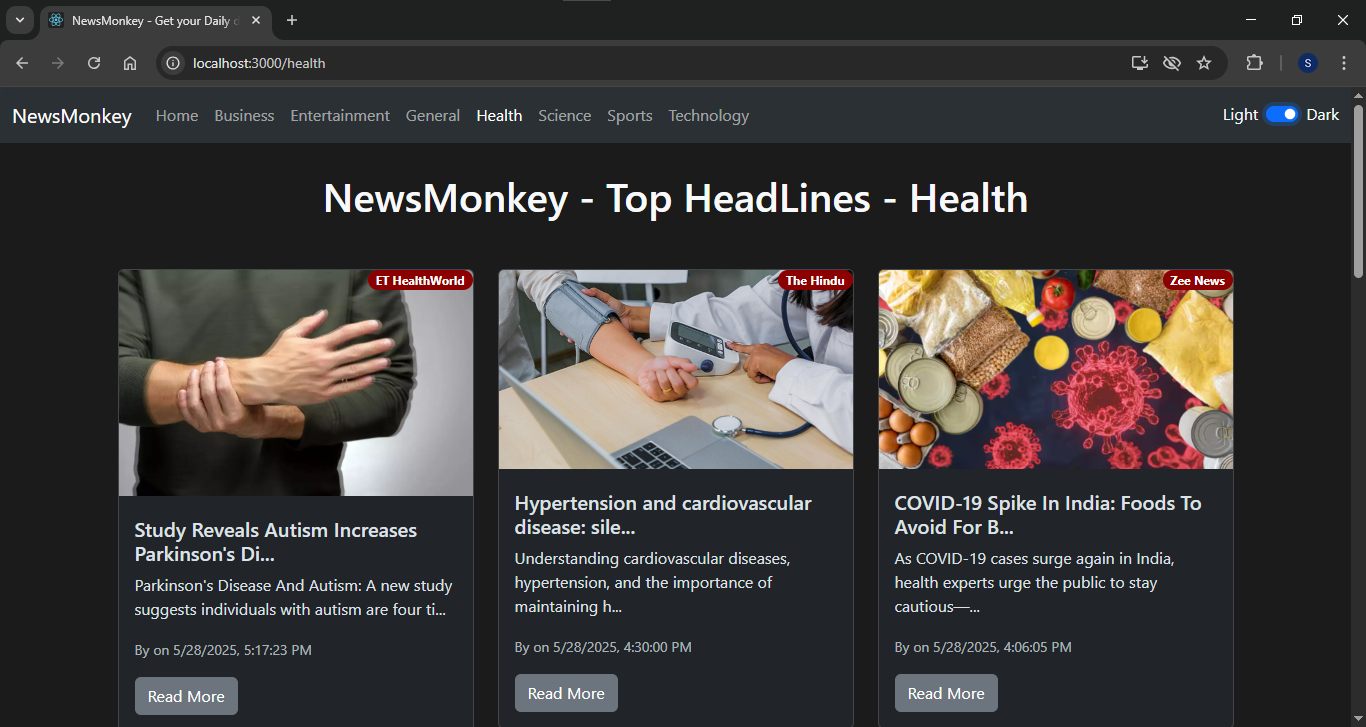 NewsMonkey - Get your Daily
localhost:3000/health
S
NewsMonkey Home Business Entertainment General Health Science Sports Technology Light Dark
NewsMonkey - Top HeadLines - Health
ET HealthWorld
Study Reveals Autism Increases
Parkinson's Di...
Parkinson's Disease And Autism: A new study
suggests individuals with autism are four ti...
By on 5/28/2025, 5:17:23 PM
Read More
The Hindu
Hypertension and cardiovascular
disease: sile...
Understanding cardiovascular diseases,
hypertension, and the importance of
maintaining h...
By on 5/28/2025, 4:30:00 PM
Read More
Zee News
COVID-19 Spike In India: Foods To
Avoid For B...
As COVID-19 cases surge again in India,
health experts urge the public to stay
cautious—...
By on 5/28/2025, 4:06:05 PM
Read More